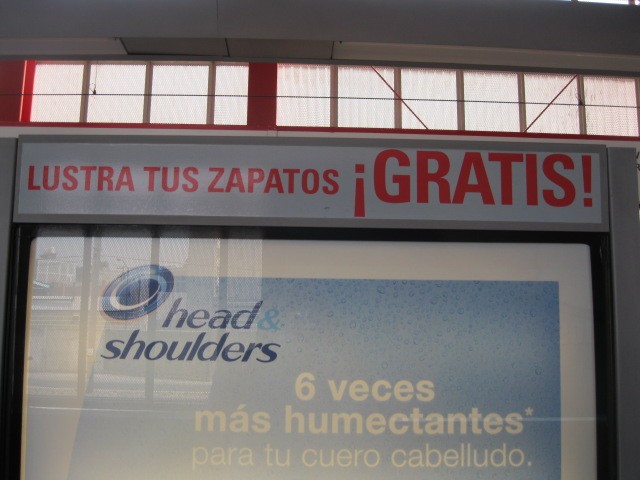 LUSTRA TUS ZAPATOS ¡GRATIS!
head&
shoulders
6 veces
más humectantes*
para tu cuero cabelludo.